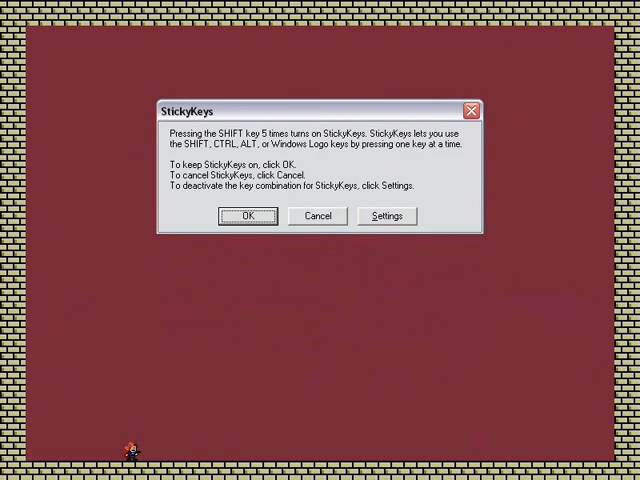 StickyKeys
Pressing the SHIFT key 5 times turns on StickyKeys. StickyKeys lets you use
the SHIFT, CTRL, ALT, or Windows Logo keys by pressing one key at a time.
To keep StickyKeys on, click OK.
To cancel StickyKeys, click Cancel.
To deactivate the key combination for StickyKeys, click Settings.
OK Cancel Settings